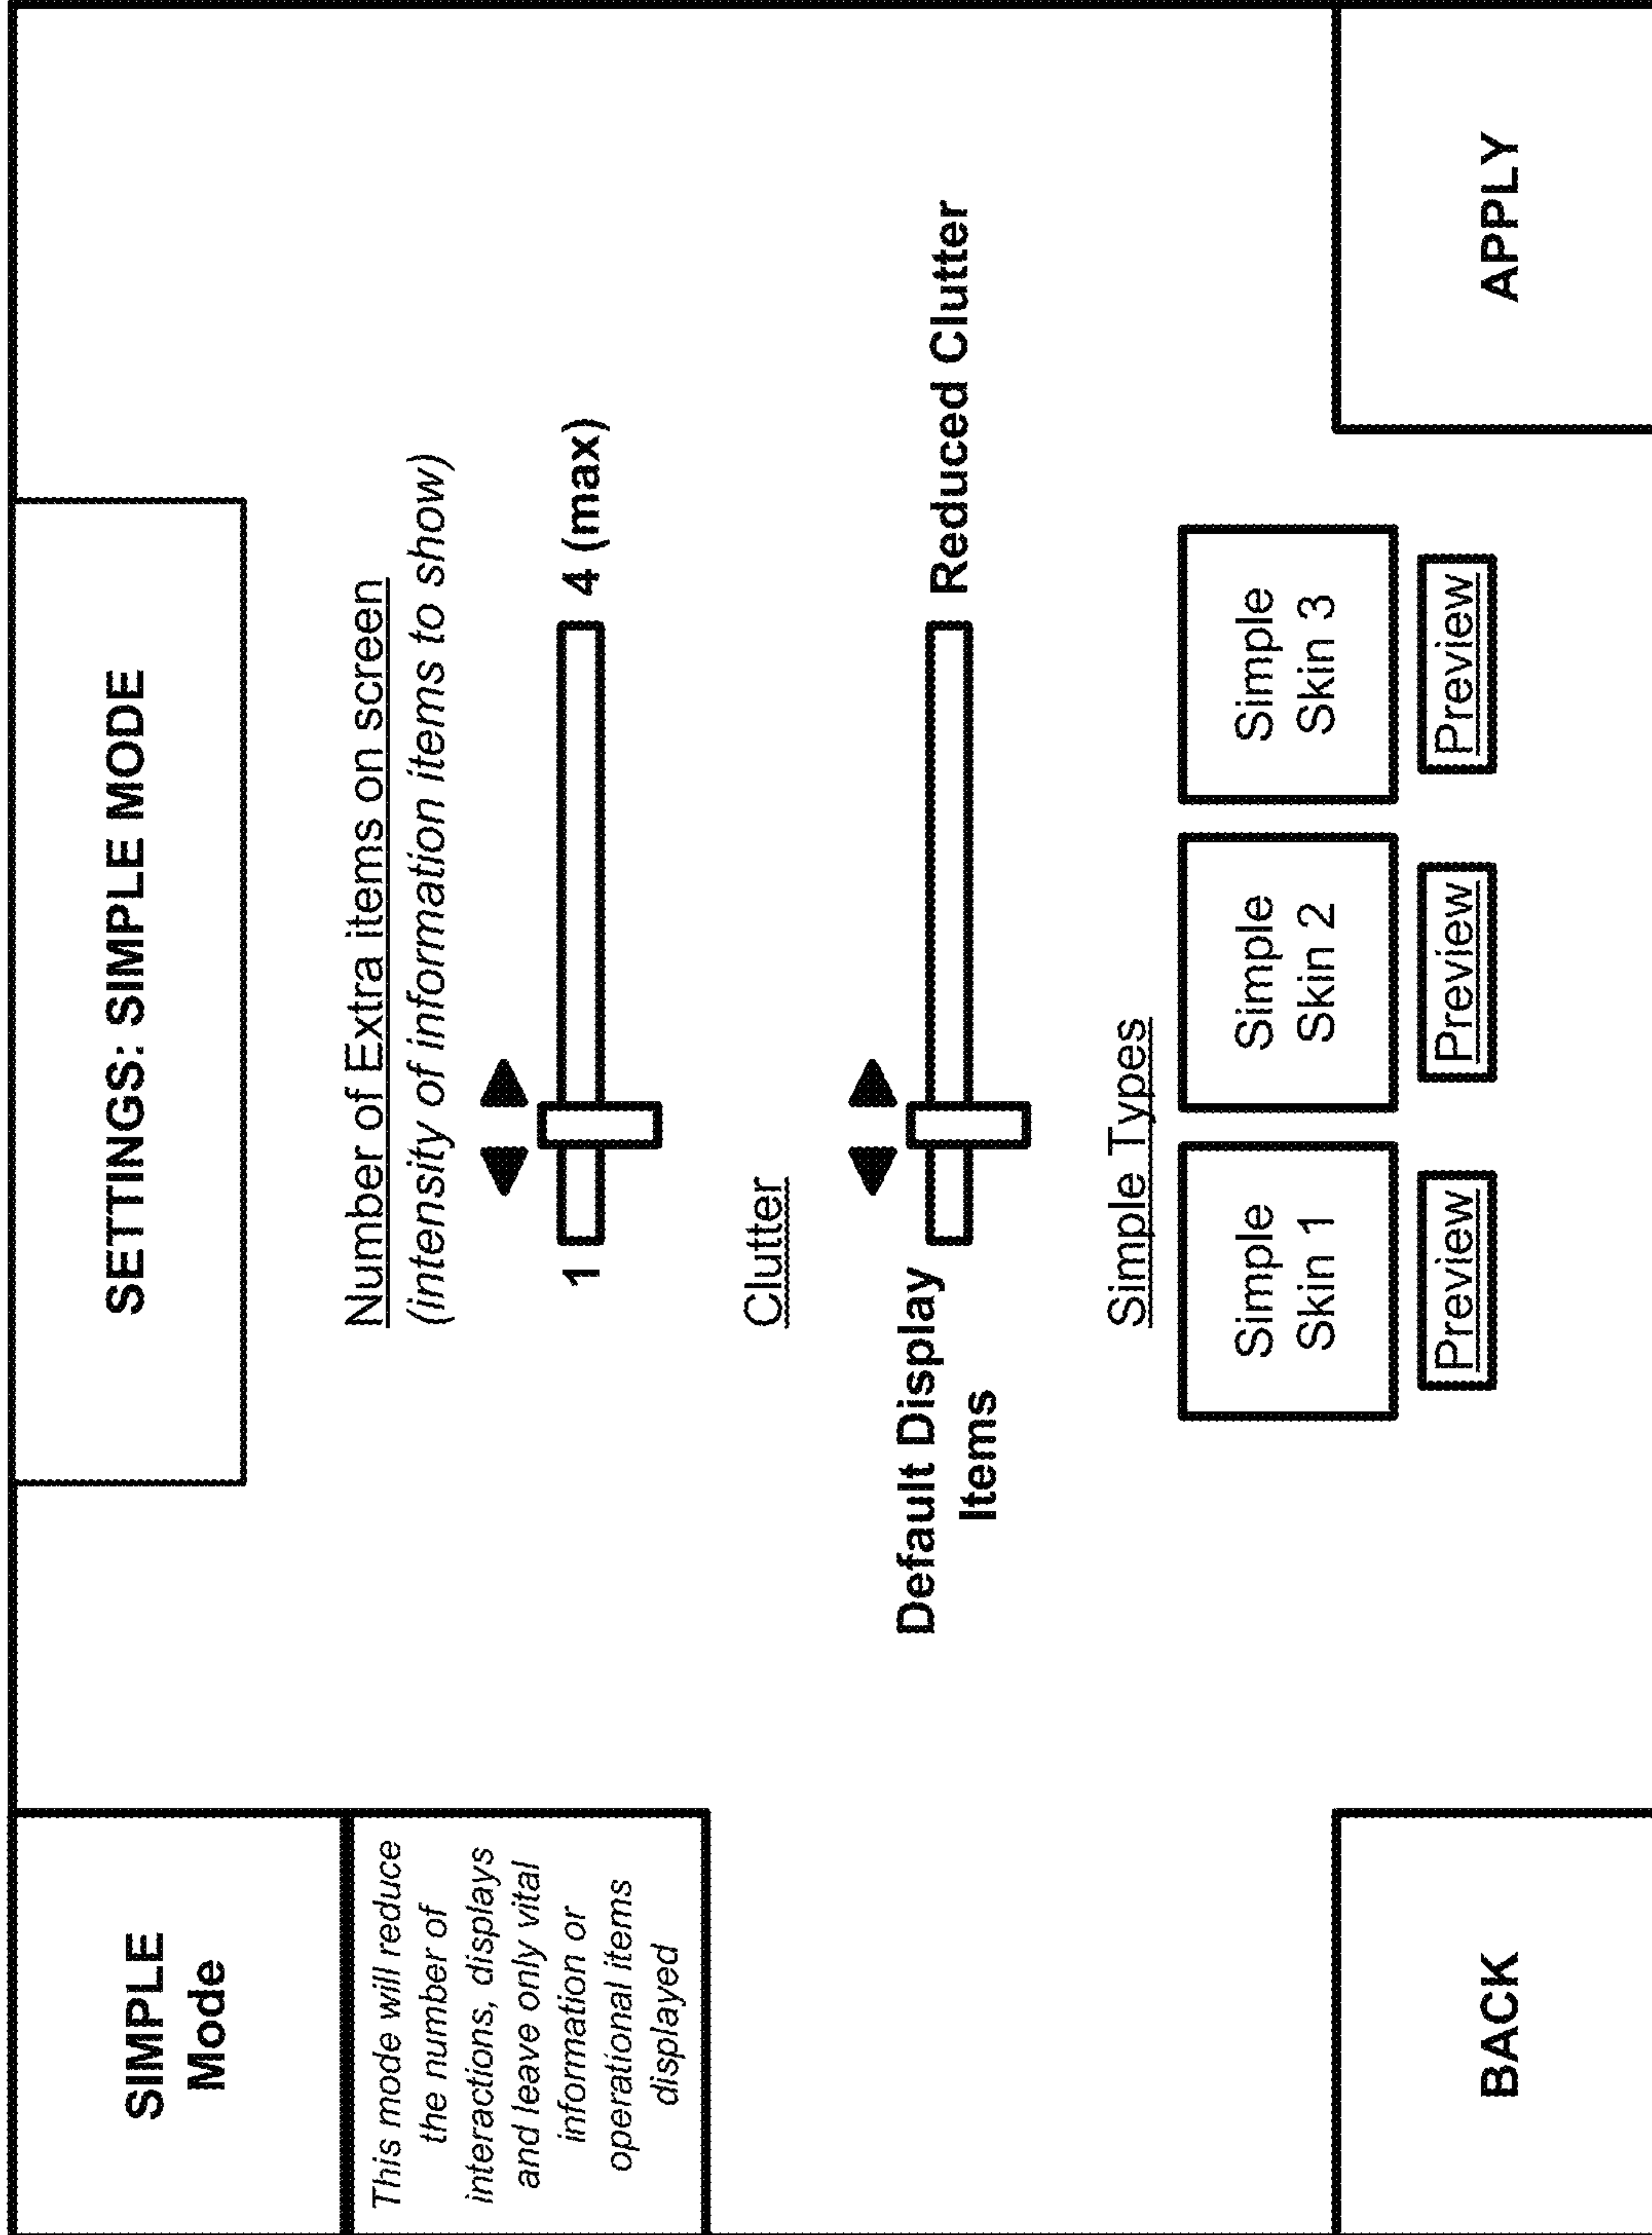 SIMPLE
Mode
This mode will reduce
the number of
interactions, displays
and leave only vital
information or
operational items
displayed
SETTINGS: SIMPLE MODE
Number of Extra items on screen
(intensity of information items to show)
1
4 (max)
Clutter
Default Display
Items
Reduced Clutter
Simple Types
Simple
Skin 1
Simple
Skin 2
Simple
Skin 3
Preview
Preview
Preview
BACK
APPLY